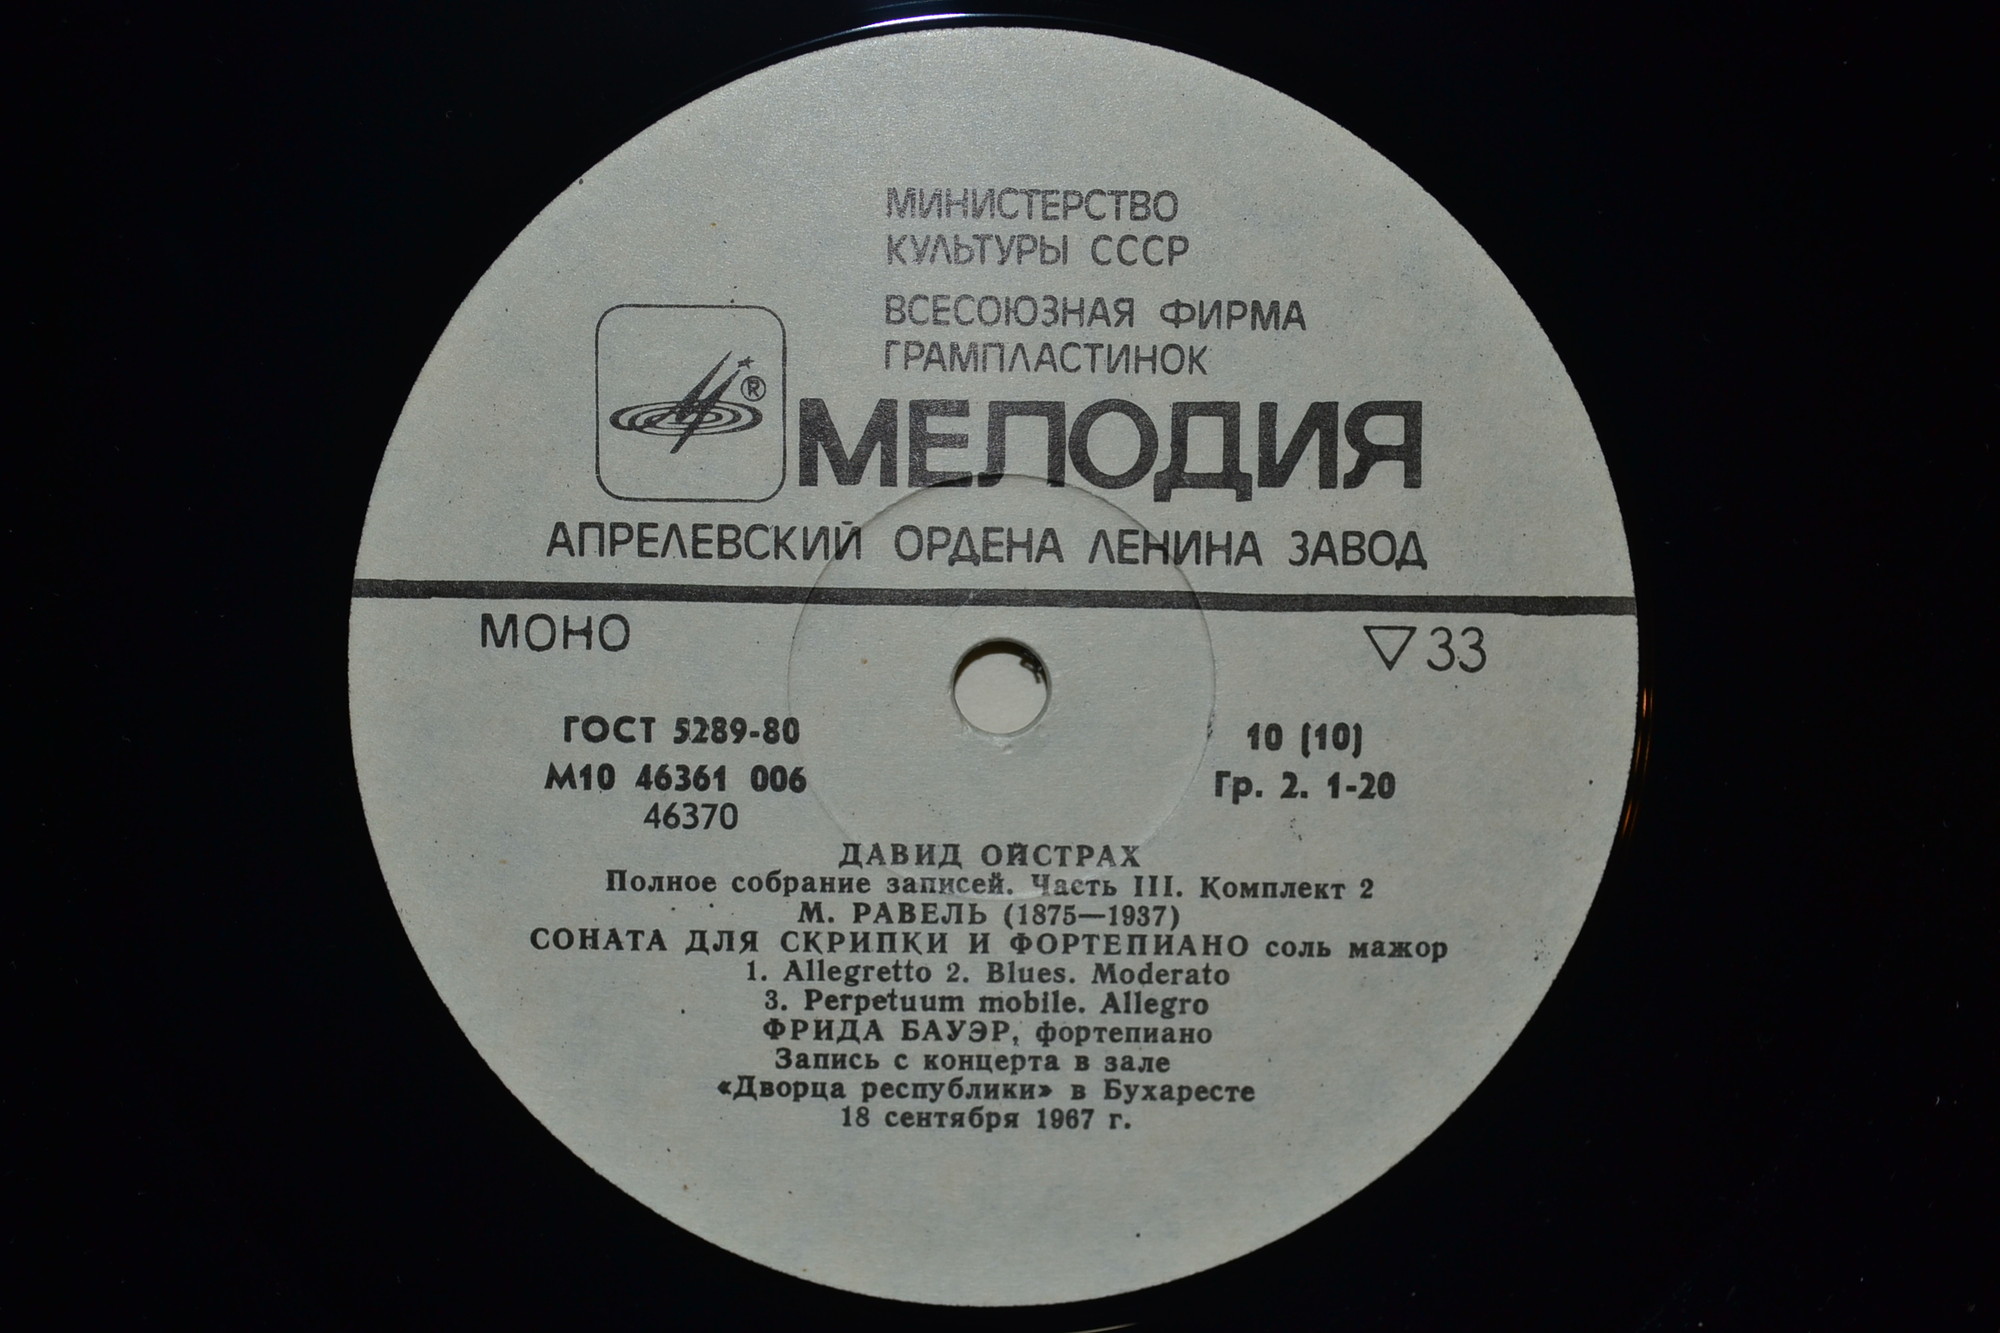 МИНИСТЕРСТВО
КУЛЬТУРЫ СССР
ВСЕСОЮЗНАЯ ФИРМА
ГРАМПЛАСТИНОК
®
МЕЛОДИЯ
АПРЕЛЕВСКИЙ ОРДЕНА ЛЕНИНА ЗАВОД
МОНО
▽33
ГОСТ 5289-80
10 (10)
М10 46361 006
Гр. 2. 1-20
46370
ДАВИД ОЙСТРАХ
Полное собрание записей. Часть III. Комплект 2
М. РАВЕЛЬ (1875—1937)
СОНАТА ДЛЯ СКРИПКИ И ФОРТЕПИАНО соль мажор
1. Allegretto 2. Blues. Moderato
3. Perpetuum mobile. Allegro
ФРИДА БАУЭР, фортепиано
Запись с концерта в зале
«Дворца республики» в Бухаресте
18 сентября 1967 г.